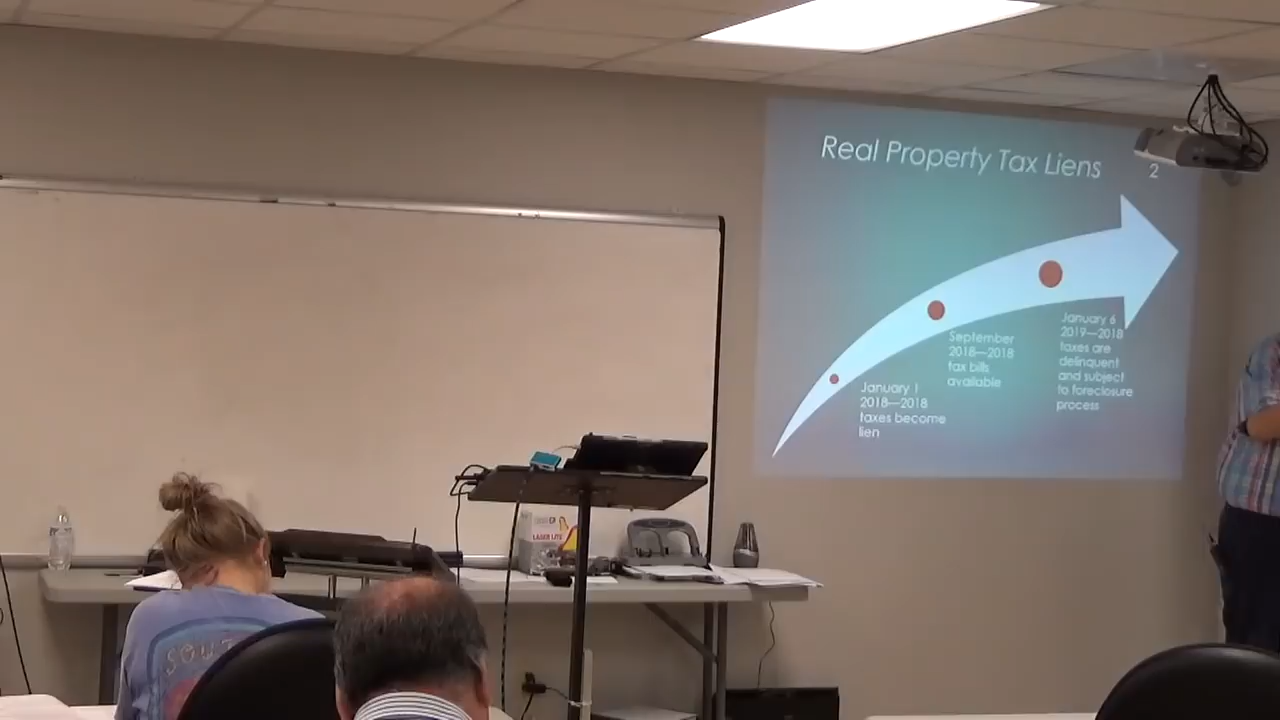 Real Property Tax Liens
2
January 6
2019—2018
taxes are
delinquent
and subject
to foreclosure
process
September
2018—2018
tax bills
available
January 1
2018—2018
taxes become
lien
LASER LITE
SOUT